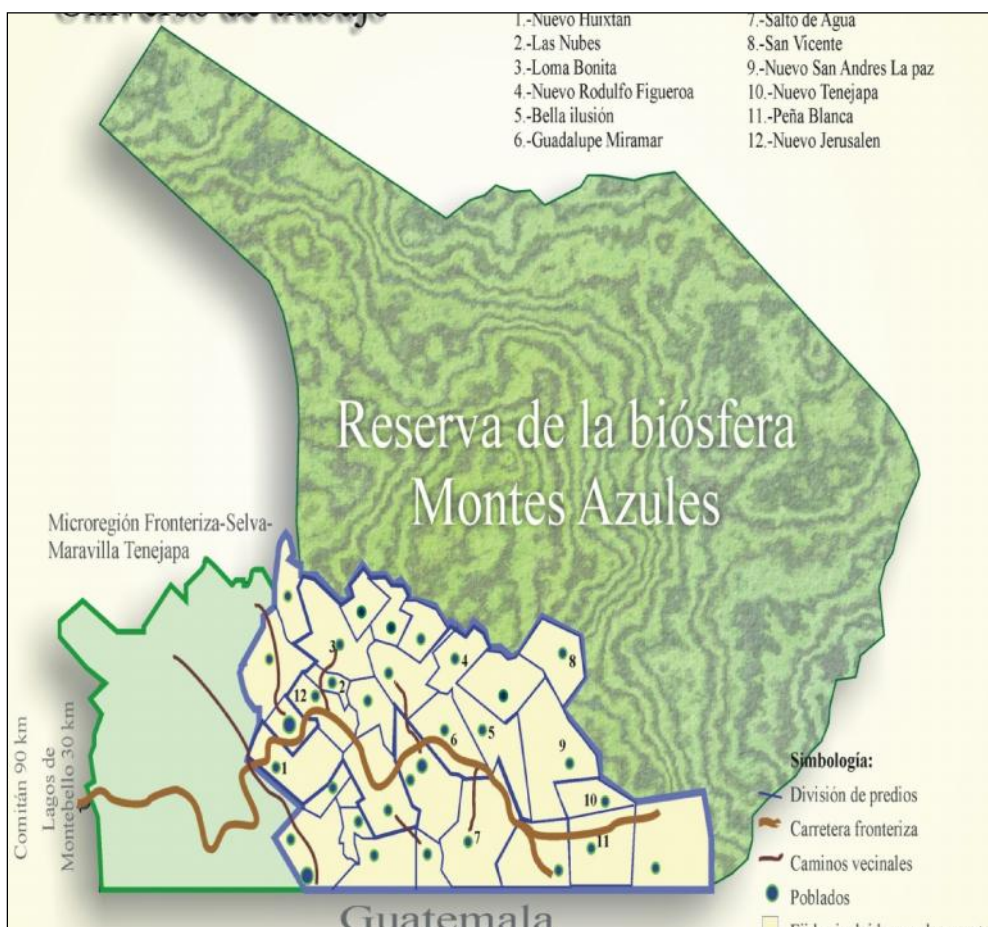 Universo de trabajo
1.-Nuevo Huixtan
2.-Las Nubes
3.-Loma Bonita
4.-Nuevo Rodulfo Figueroa
5.-Bella ilusión
6.-Guadalupe Miramar
7.-Salto de Agua
8.-San Vicente
9.-Nuevo San Andres La paz
10.-Nuevo Tenejapa
11.-Peña Blanca
12.-Nuevo Jerusalen
Reserva de la biósfera
Montes Azules
Microregión Fronteriza-Selva-
Maravilla Tenejapa
3
4
8
2
12
6
5
9
1
10
7
11
Comitán 90 km
Lagos de
Montebello 30 km
Simbología:
División de predios
Carretera fronteriza
Caminos vecinales
Poblados
Guatemala